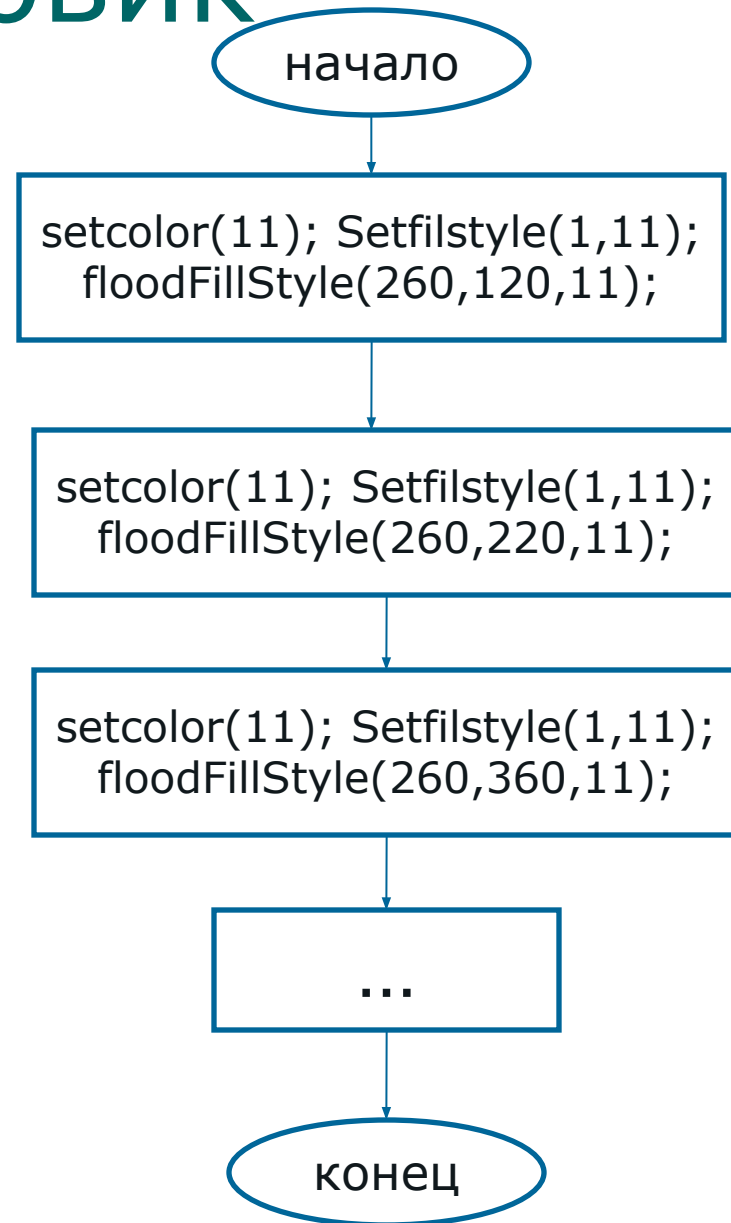 начало
setcolor(11); Setfilstyle(1,11);
floodFillStyle(260,120,11);
setcolor(11); Setfilstyle(1,11);
floodFillStyle(260,220,11);
setcolor(11); Setfilstyle(1,11);
floodFillStyle(260,360,11);
...
конец